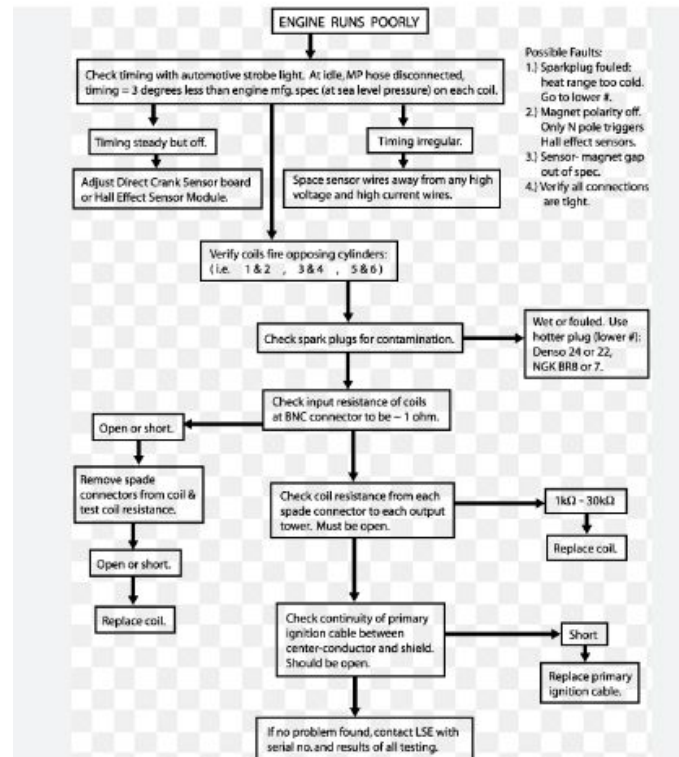 ENGINE RUNS POORLY
Check timing with automotive strobe light. At idle, MP hose disconnected,
timing = 3 degrees less than engine mfg. spec (at sea level pressure) on each coil.
Possible Faults:
1.) Sparkplug fouled:
heat range too cold.
Go to lower #.
2.) Magnet polarity off.
Only N pole triggers
Hall effect sensors.
3.) Sensor- magnet gap
out of spec.
4.) Verify all connections
are tight.
Timing steady but off.
Timing irregular.
Adjust Direct Crank Sensor board
or Hall Effect Sensor Module.
Space sensor wires away from any high
voltage and high current wires.
Verify coils fire opposing cylinders:
(i.e. 1 & 2 , 3 & 4 , 5 & 6)
Check spark plugs for contamination.
Wet or fouled. Use
hotter plug (lower #):
Denso 24 or 22,
NGK BR8 or 7.
Check input resistance of coils
at BNC connector to be ~ 1 ohm.
Open or short.
Remove spade
connectors from coil &
test coil resistance.
Open or short.
Replace coil.
Check coil resistance from each
spade connector to each output
tower. Must be open.
1kΩ - 30kΩ
Replace coil.
Check continuity of primary
ignition cable between
center-conductor and shield.
Should be open.
Short
Replace primary
ignition cable.
If no problem found, contact LSE with
serial no. and results of all testing.